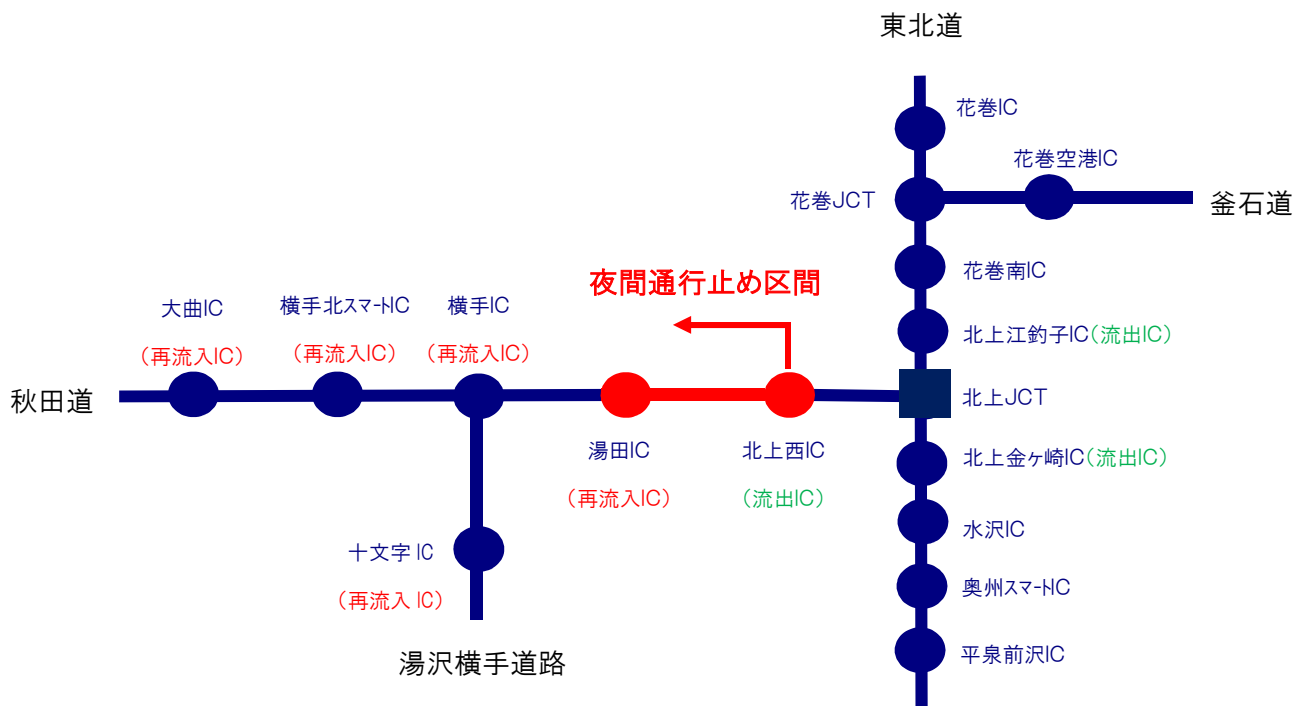 東北道
花巻IC
花巻空港IC
花巻JCT
釜石道
花巻南IC
夜間通行止め区間
大曲IC
横手北スマートIC
横手IC
北上江釣子IC(流出IC)
(再流入IC)
(再流入IC)
(再流入IC)
秋田道
北上JCT
湯田IC
北上西IC
北上金ヶ崎IC(流出IC)
(再流入IC)
(流出IC)
水沢IC
十文字 IC
奥州スマートIC
(再流入 IC)
湯沢横手道路
平泉前沢IC